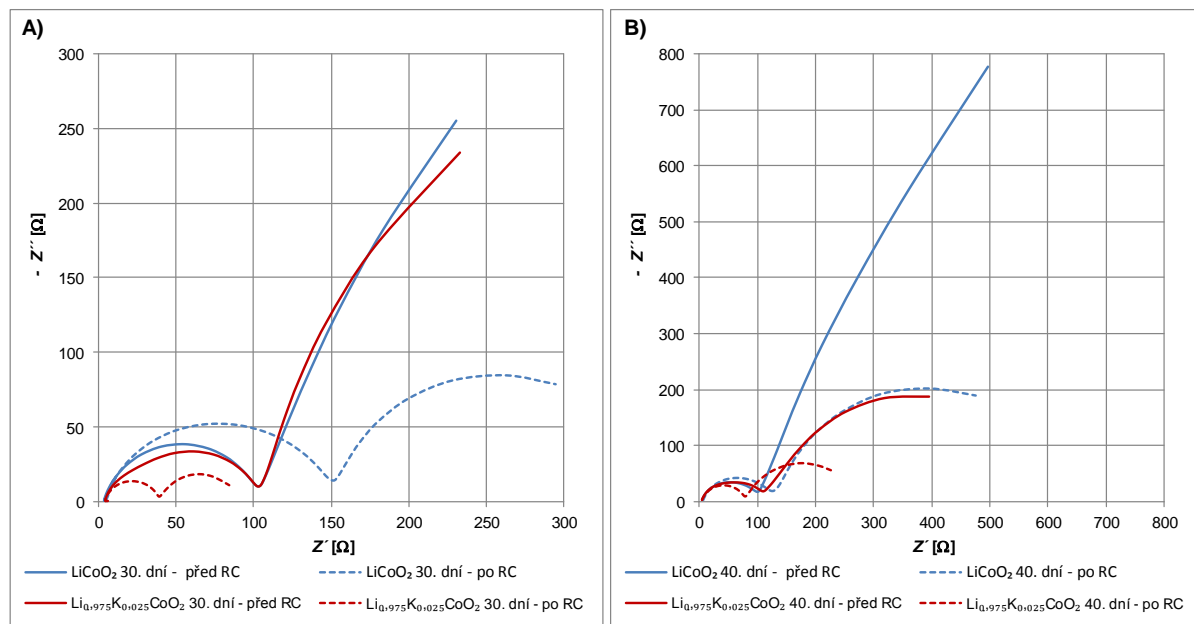 A)
300
250
200
150
100
50
0
0 50 100 150 200 250 300
- Z´´ [Ω]
Z´ [Ω]
LiCoO₂ 30. dní - před RC
LiCoO₂ 30. dní - po RC
Li₀,₉₇₅K₀,₀₂₅CoO₂ 30. dní - před RC
Li₀,₉₇₅K₀,₀₂₅CoO₂ 30. dní - po RC
B)
800
700
600
500
400
300
200
100
0
0 100 200 300 400 500 600 700 800
- Z´´ [Ω]
Z´ [Ω]
LiCoO₂ 40. dní - před RC
LiCoO₂ 40. dní - po RC
Li₀,₉₇₅K₀,₀₂₅CoO₂ 40. dní - před RC
Li₀,₉₇₅K₀,₀₂₅CoO₂ 40. dní - po RC